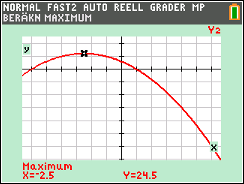 NORMAL FAST2 AUTO REELL GRADER MP
BERÄKN MAXIMUM
Y2
y
x
Maximum
X=-2.5 Y=24.5